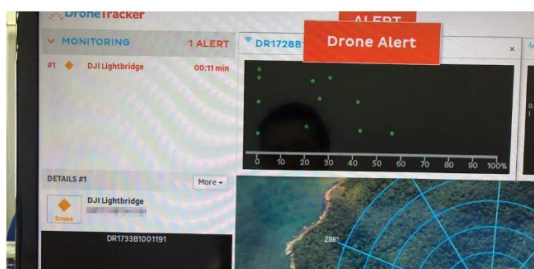 DroneTracker
ALERT
MONITORING 1 ALERT
DR1728B
Drone Alert
×
#1 DJI Lightbridge 00:11 min
0 10 20 30 40 50 60 70 80 90 100%
DETAILS #1 More
DJI Lightbridge
Drone
DR1733B1001191
288°